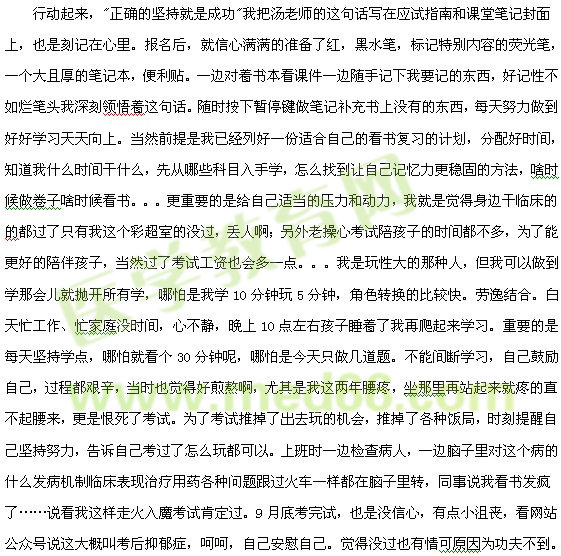 行动起来，"正确的坚持就是成功"我把汤老师的这句话写在应试指南和课堂笔记封面
上，也是刻记在心里。报名后，就信心满满的准备了红，黑水笔，标记特别内容的荧光笔，
一个大且厚的笔记本，便利贴。一边对着书本看课件一边随手记下我要记的东西，好记性不
如烂笔头我深刻领悟着这句话。随时按下暂停键做笔记补充书上没有的东西，每天努力做到
好好学习天天向上。当然前提是我已经列好一份适合自己的看书复习的计划，分配好时间，
知道我什么时间干什么，先从哪些科目入手学，怎么找到让自己记忆力更稳固的方法，啥时
候做卷子啥时候看书。。。更重要的是给自己适当的压力和动力，我就是觉得身边干临床的
的都过了只有我这个彩超室的没过，丢人啊；另外老操心考试陪孩子的时间都不多，为了能
更好的陪伴孩子，当然过了考试工资也会多一点。。。我是玩性大的那种人，但我可以做到
学那会儿就抛开所有学，哪怕是我学 10 分钟玩 5 分钟，角色转换的比较快。劳逸结合。白
天忙工作、忙家庭没时间，心不静，晚上 10 点左右孩子睡着了我再爬起来学习。重要的是
每天坚持学点，哪怕就看个 30 分钟呢，哪怕是今天只做几道题。不能间断学习，自己鼓励
自己，过程都艰辛，当时也觉得好煎熬啊，尤其是我这两年腰疼，坐那里再站起来就疼的直
不起腰来，更是恨死了考试。为了考试推掉了出去玩的机会，推掉了各种饭局，时刻提醒自
己坚持努力，告诉自己考过了怎么玩都可以。上班时一边检查病人，一边脑子里对这个病的
什么发病机制临床表现治疗用药各种问题跟过火车一样都在脑子里转，同事说我看书发疯
了……说看我这样走火入魔考试肯定过。9 月底考完试，也是没信心，有点小沮丧，看网站
公众号说这大概叫考后抑郁症，呵呵，自己安慰自己。觉得没过也有情可原因为功夫不到。
医学教育网
www.med66.com